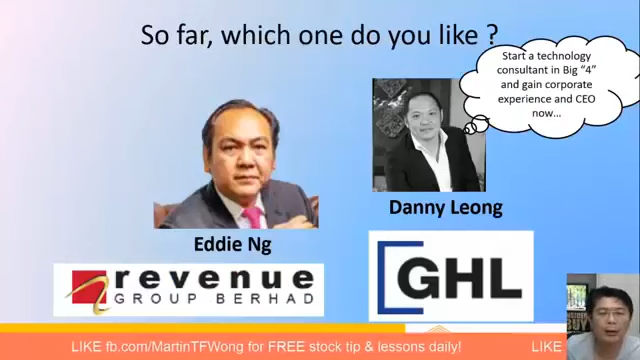 So far, which one do you like ?
Start a technology
consultant in Big “4”
and gain corporate
experience and CEO
now...
Danny Leong
Eddie Ng
revenue
GROUP BERHAD
GHL
LIKE fb.com/MartinTFWong for FREE stock tip & lessons daily!
LIKE